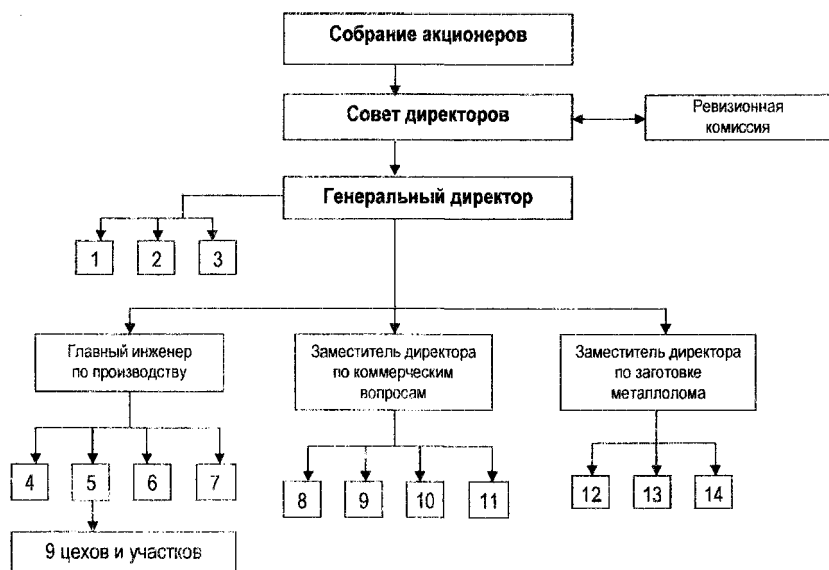 Собрание акционеров
Совет директоров
Ревизионная
комиссия
Генеральный директор
1
2
3
Главный инженер
по производству
Заместитель директора
по коммерческим
вопросам
Заместитель директора
по заготовке
металлолома
4
5
6
7
8
9
10
11
12
13
14
9 цехов и участков